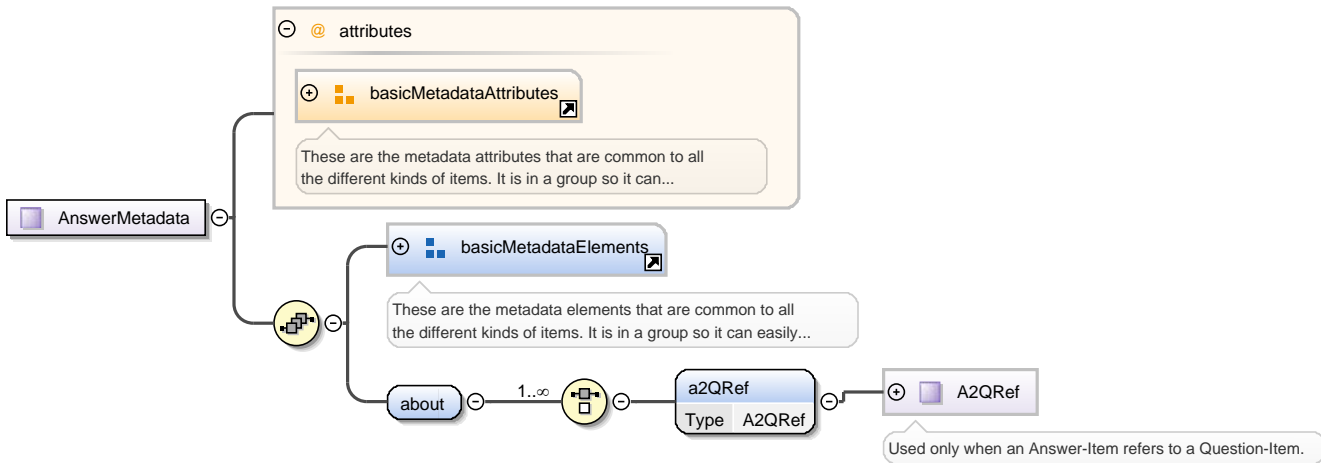 @ attributes
basicMetadataAttributes
These are the metadata attributes that are common to all
the different kinds of items. It is in a group so it can...
AnswerMetadata
basicMetadataElements
These are the metadata elements that are common to all
the different kinds of items. It is in a group so it can easily...
about
1..∞
a2QRef
Type A2QRef
A2QRef
Used only when an Answer-Item refers to a Question-Item.